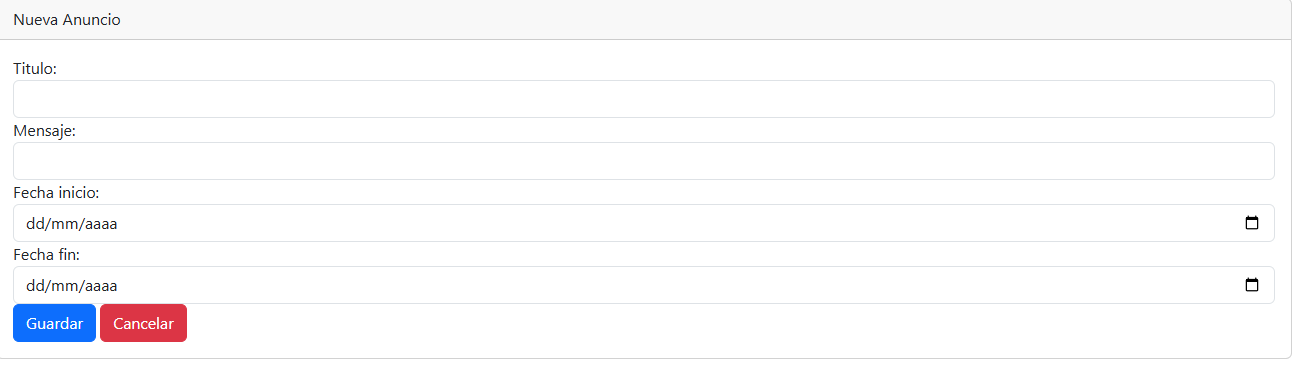 Nueva Anuncio
Titulo:
Mensaje:
Fecha inicio:
dd/mm/aaaa
Fecha fin:
dd/mm/aaaa
Guardar Cancelar